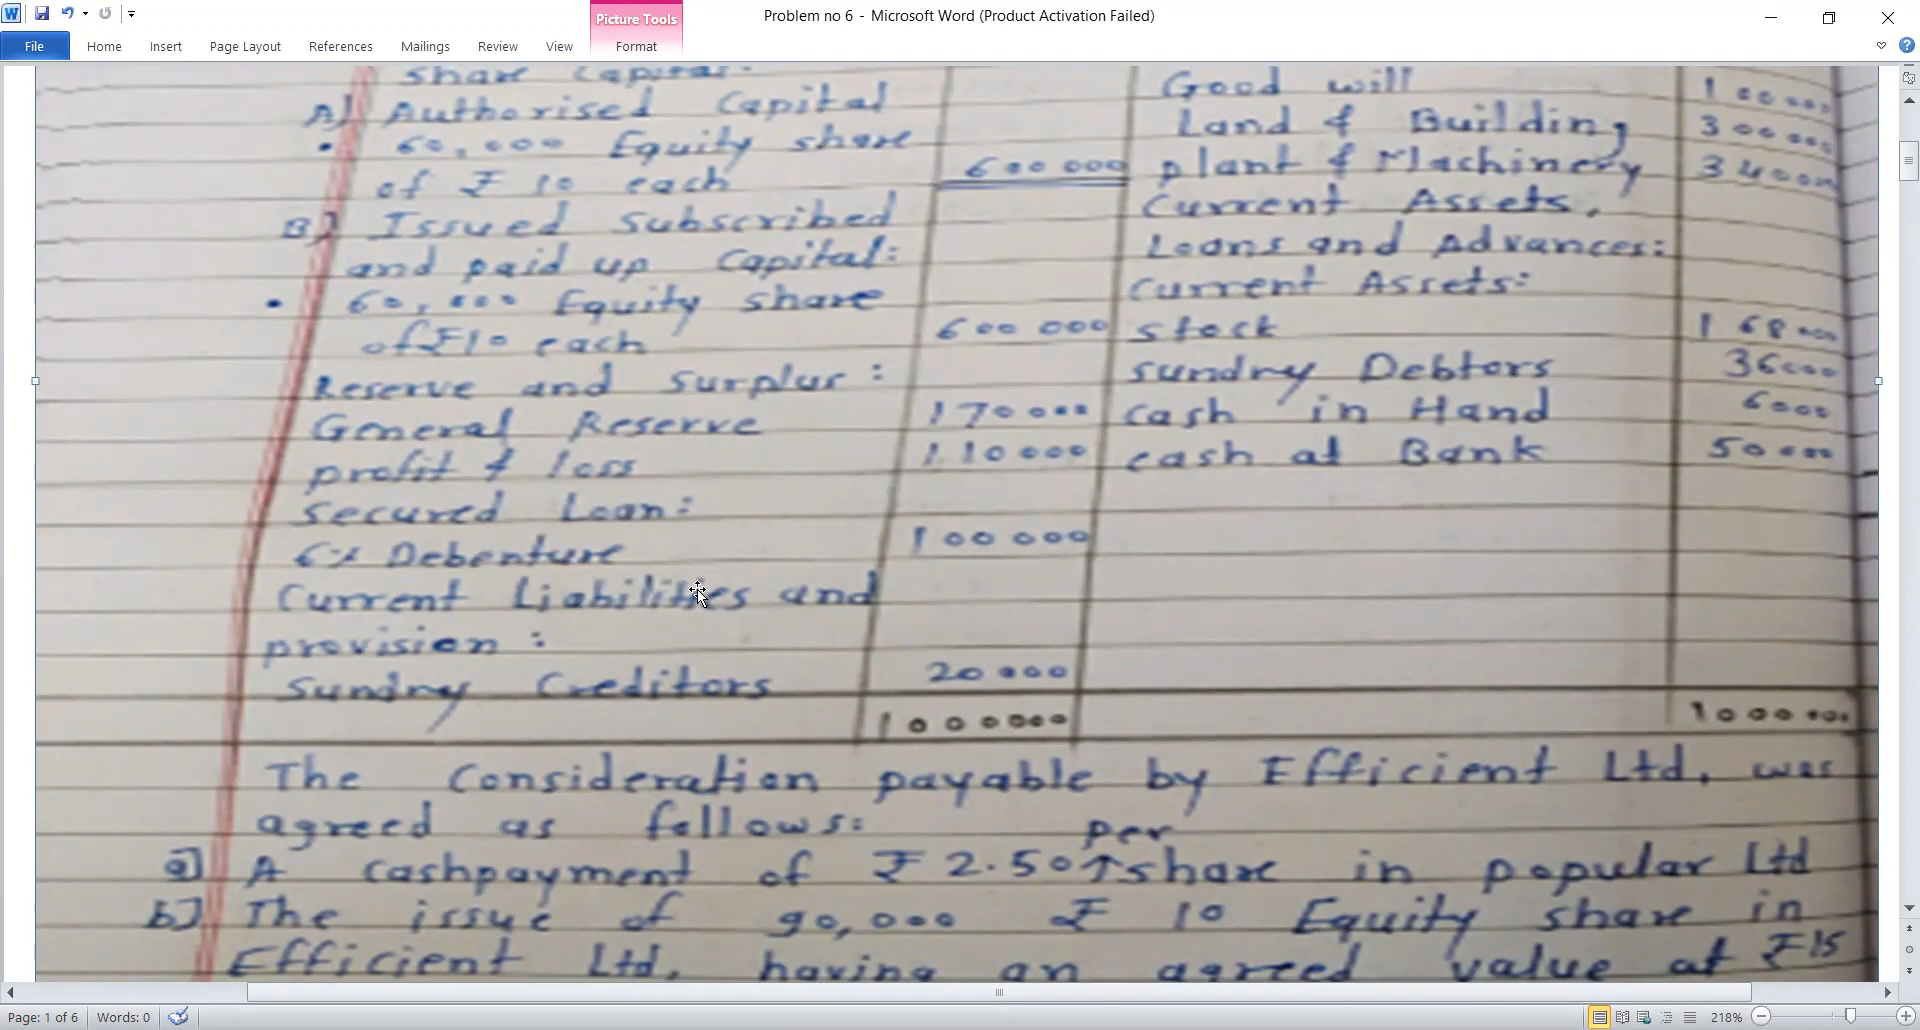 Problem no 6 - Microsoft Word (Product Activation Failed)
Picture Tools
File Home Insert Page Layout References Mailings Review View Format
Share Capital:
A) Authorised Capital
• 60,000 Equity share
of ₹ 10 each 600 000
B) Issued Subscribed
and paid up Capital:
• 60,000 Equity share
of ₹10 each 600 000
Reserve and Surplus:
General Reserve 170000
profit & loss 110000
Secured Loan:
6% Debenture 100 000
Current Liabilities and
provision:
Sundry Creditors 20 000
1000000
Good will 100000
Land & Building 300000
plant & Machinery 340000
Current Assets,
Loans and Advances:
Current Assets:
stock 168000
sundry Debtors 36000
cash in Hand 6000
cash at Bank 50000
1000000
The Consideration payable by Efficient Ltd, was
agreed as follows:
a] A cashpayment of ₹ 2.50 ↑ per share in popular Ltd
b] The issue of 90,000 ₹ 10 Equity share in
Efficient Ltd, having an agreed value at ₹15
Page: 1 of 6 Words: 0 218%